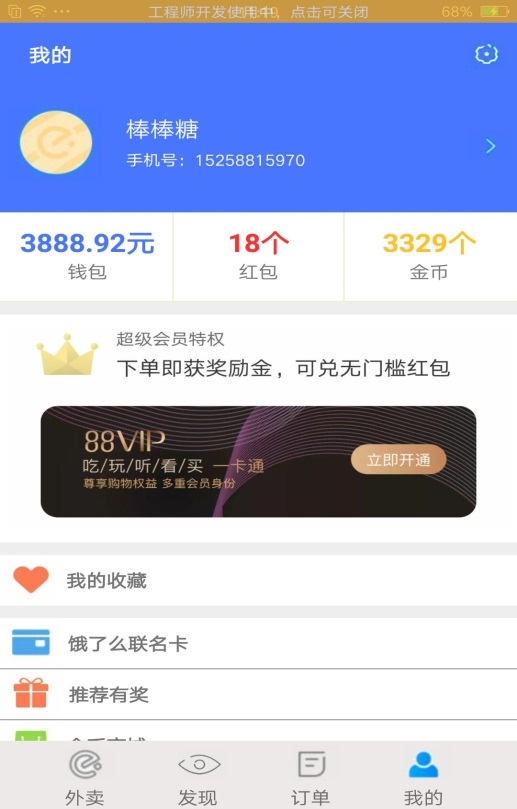 工程师开发使用中，点击可关闭
68%
我的
棒棒糖
手机号：15258815970
3888.92元
18个
3329个
钱包
红包
金币
超级会员特权
下单即获奖励金，可兑无门槛红包
88VIP
吃/玩/听/看/买 一卡通
尊享购物权益 多重会员身份
立即开通
我的收藏
饿了么联名卡
推荐有奖
外卖
发现
订单
我的